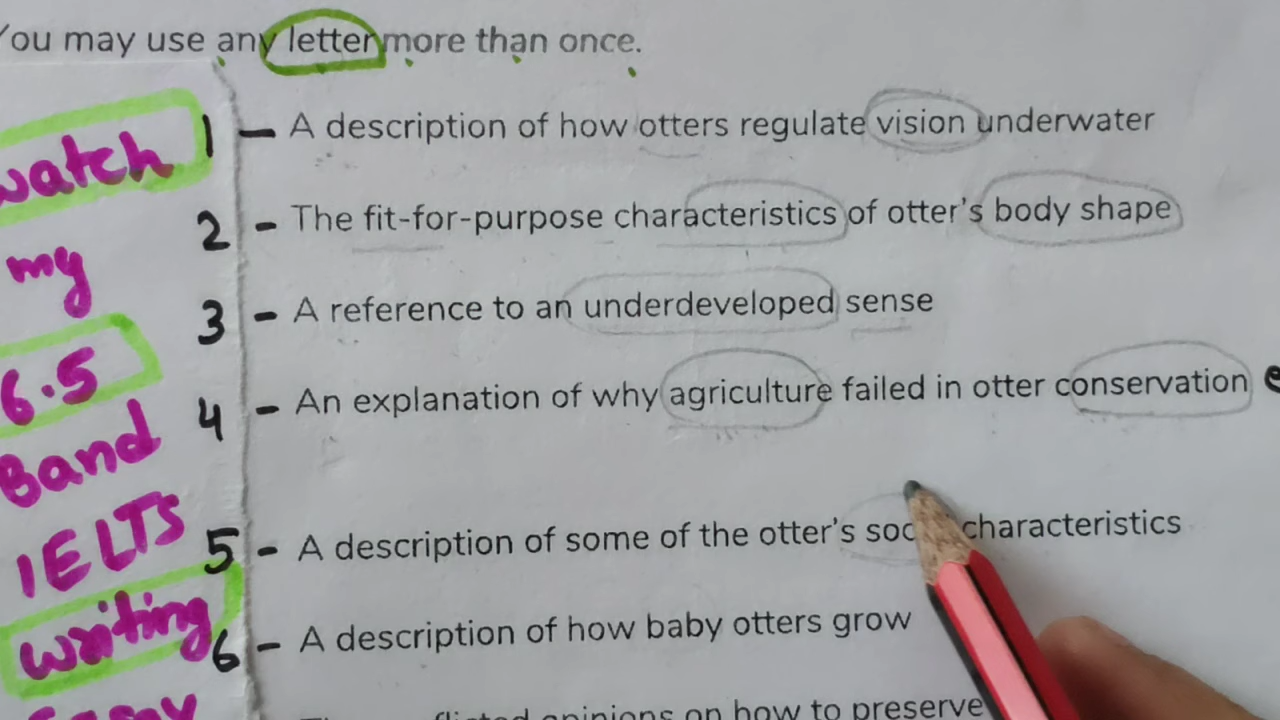 You may use any letter more than once.
1 – A description of how otters regulate vision underwater
2 – The fit-for-purpose characteristics of otter's body shape
3 – A reference to an underdeveloped sense
4 – An explanation of why agriculture failed in otter conservation
5 – A description of some of the otter's characteristics
6 – A description of how baby otters grow
opinions on how to preserve
watch
my
6.5
Band
IELTS
writing